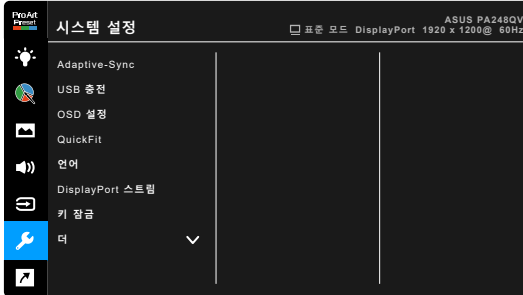 ProArt
Preset
시스템 설정
표준 모드 DisplayPort 1920 x 1200@ 60Hz
ASUS PA248QV
Adaptive-Sync
USB 충전
OSD 설정
QuickFit
언어
DisplayPort 스트림
키 잠금
더